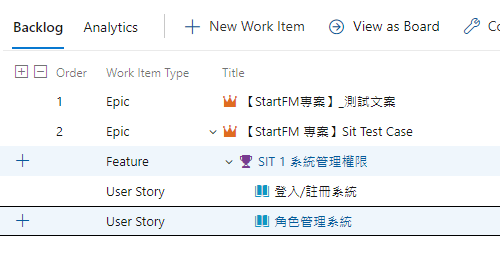 Backlog Analytics + New Work Item View as Board Co
Order Work Item Type Title
1 Epic 【StartFM專案】_測試文案
2 Epic 【StartFM 專案】Sit Test Case
Feature SIT 1 系統管理權限
User Story 登入/註冊系統
User Story 角色管理系統